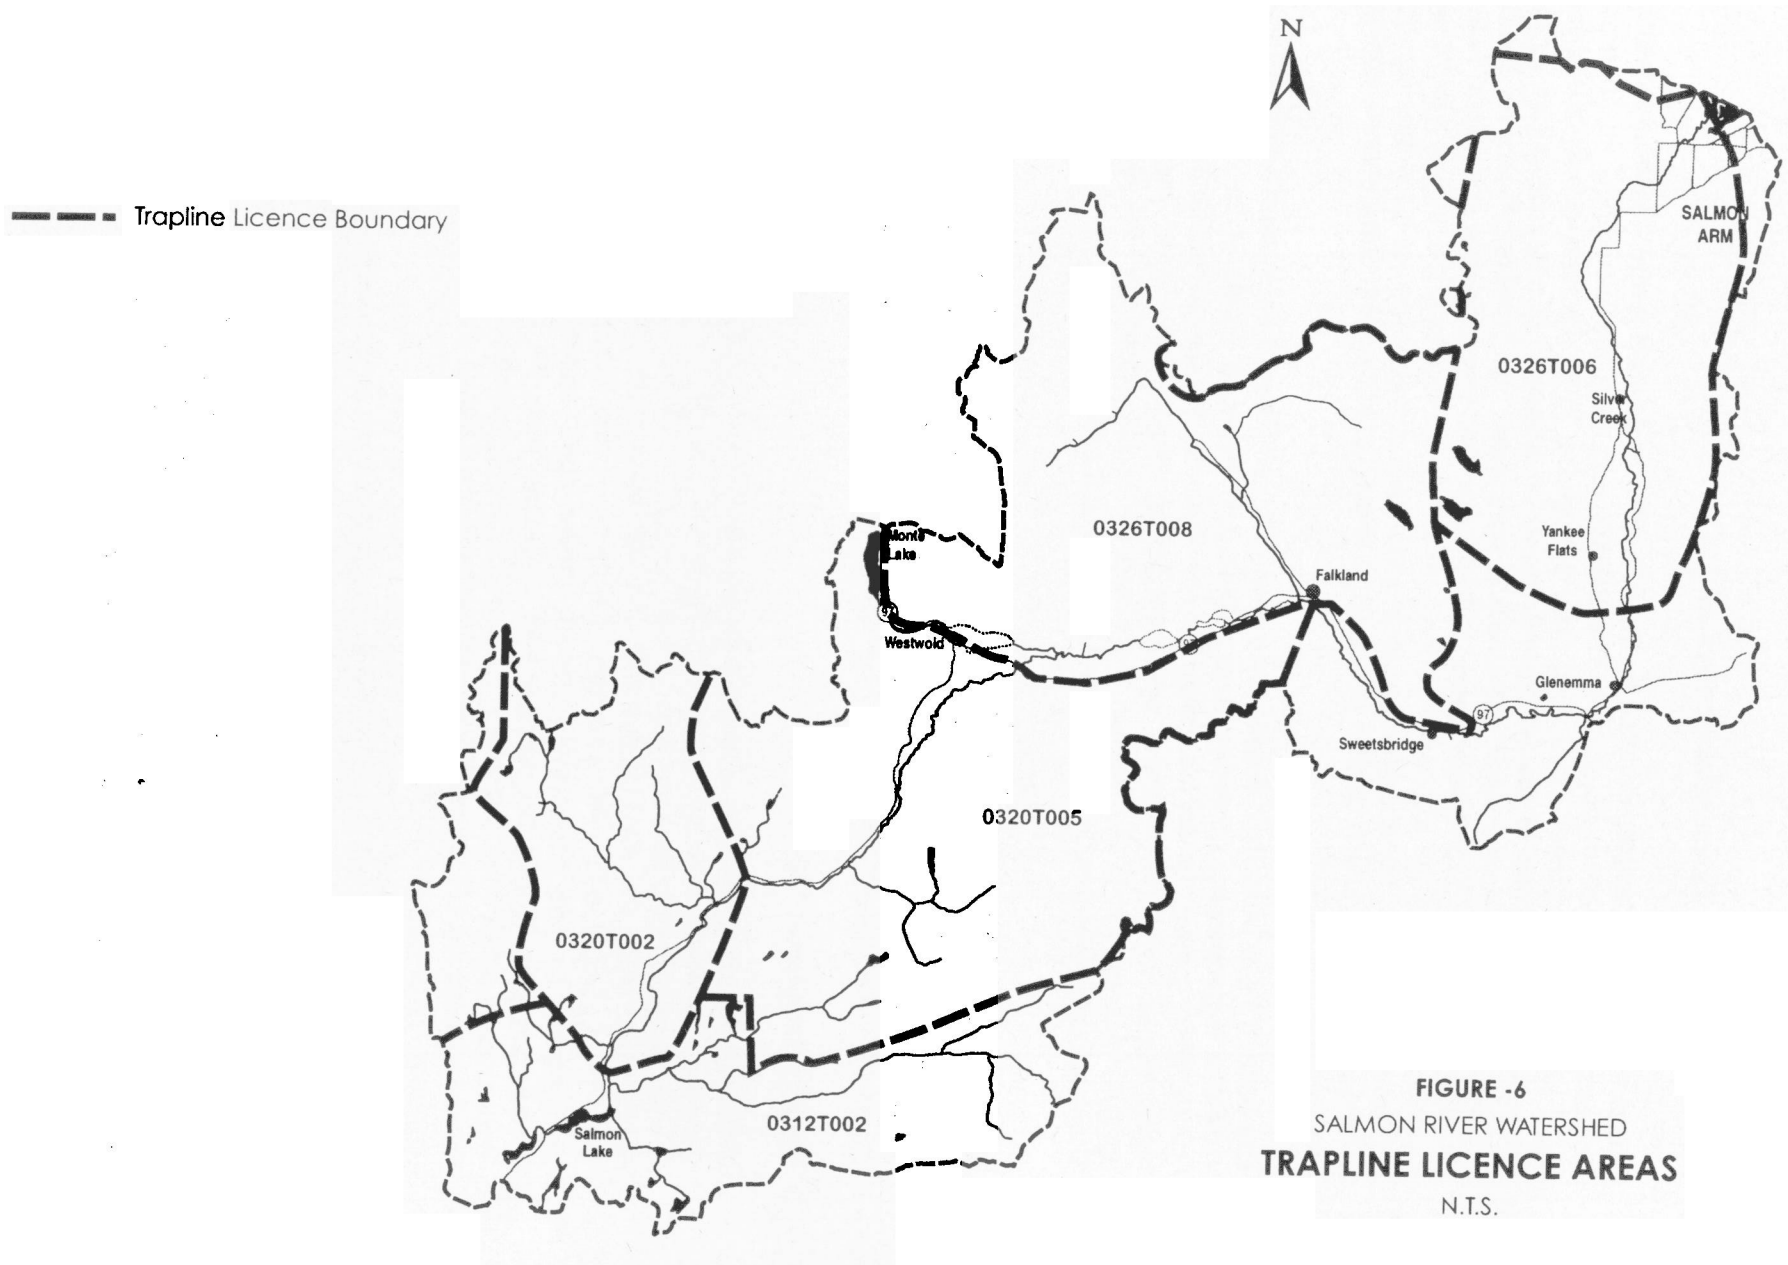 N
Trapline Licence Boundary
SALMON
ARM
0326T006
Silver
Creek
0326T008
Monte
Lake
Yankee
Flats
Falkland
97
Westwold
97
Glenemma
97
Sweetsbridge
0320T005
0320T002
0312T002
Salmon
Lake
FIGURE -6
SALMON RIVER WATERSHED
TRAPLINE LICENCE AREAS
N.T.S.